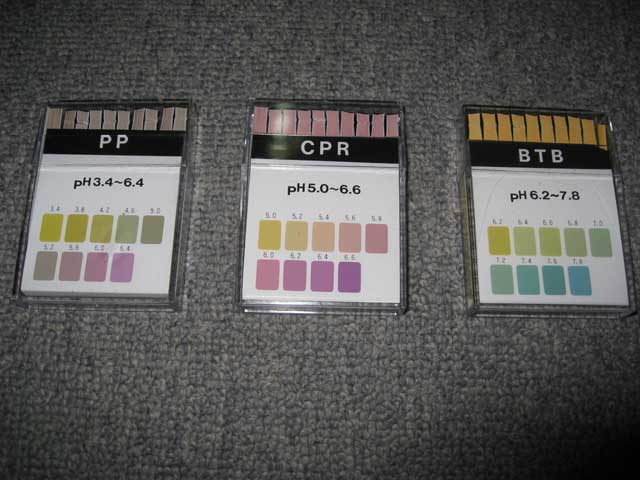 PP
pH3.4~6.4
3.4 3.8 4.2 4.6 5.0
5.2 5.6 6.0 6.4
CPR
pH5.0~6.6
5.0 5.2 5.4 5.6 5.8
6.0 6.2 6.4 6.6
BTB
pH6.2~7.8
6.2 6.4 6.6 6.8 7.0
7.2 7.4 7.6 7.8